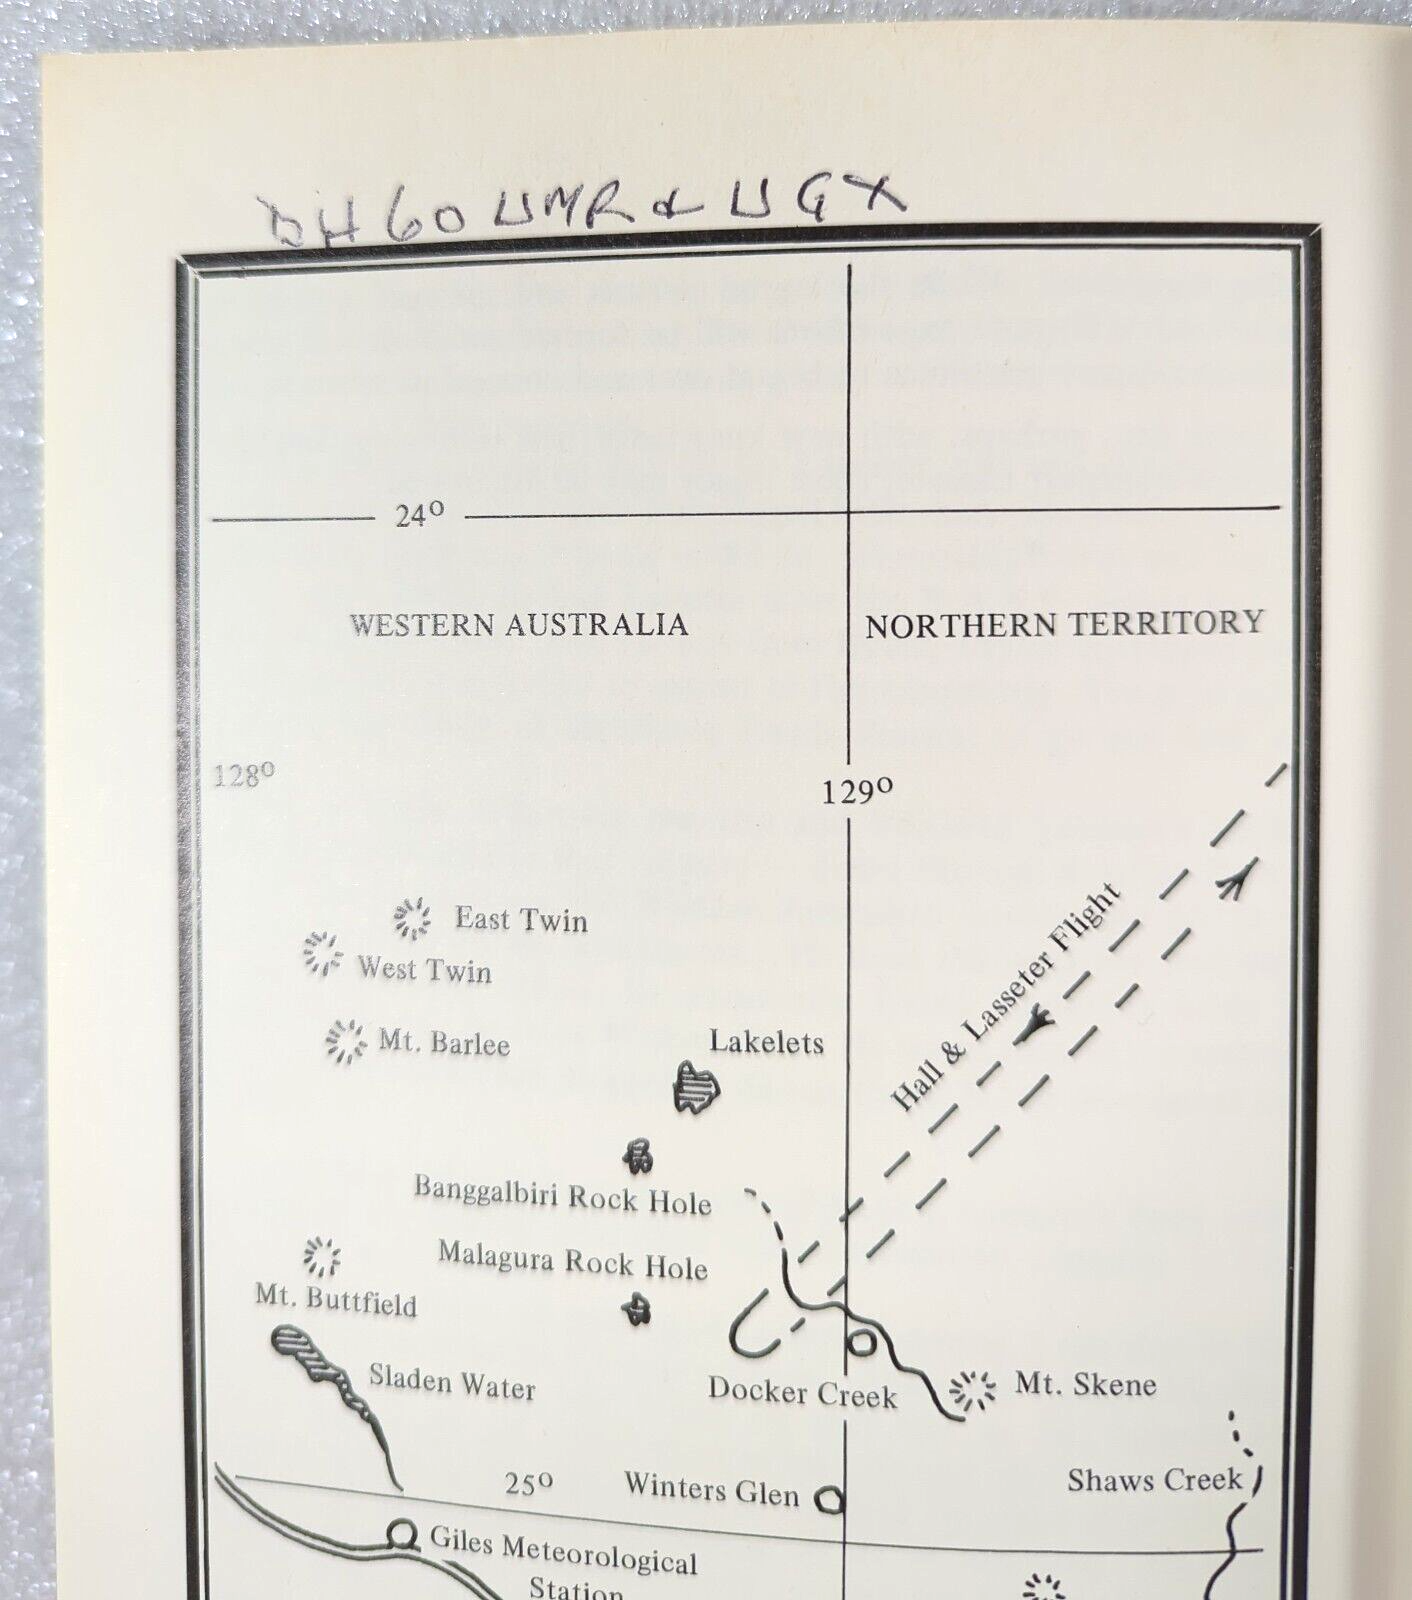 DH60 UMR & UGX
24°
WESTERN AUSTRALIA
NORTHERN TERRITORY
128°
129°
Hall & Lasseter Flight
East Twin
West Twin
Mt. Barlee
Lakelets
Banggalbiri Rock Hole
Malagura Rock Hole
Mt. Buttfield
Sladen Water
Docker Creek
Mt. Skene
Shaws Creek
25°
Winters Glen
Giles Meteorological
Station